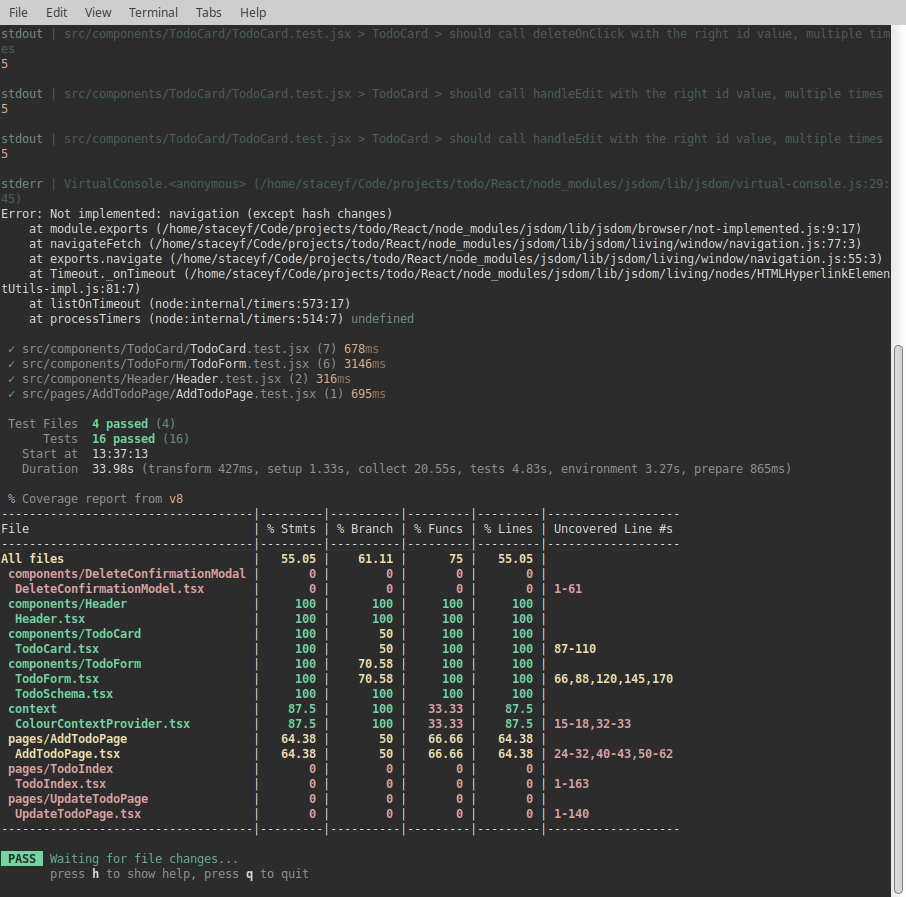 File Edit View Terminal Tabs Help
stdout | src/components/TodoCard/TodoCard.test.jsx > TodoCard > should call deleteOnClick with the right id value, multiple tim
es
5
stdout | src/components/TodoCard/TodoCard.test.jsx > TodoCard > should call handleEdit with the right id value, multiple times
5
stdout | src/components/TodoCard/TodoCard.test.jsx > TodoCard > should call handleEdit with the right id value, multiple times
5
stderr | VirtualConsole.<anonymous> (/home/staceyf/Code/projects/todo/React/node_modules/jsdom/lib/jsdom/virtual-console.js:29:
45)
Error: Not implemented: navigation (except hash changes)
    at module.exports (/home/staceyf/Code/projects/todo/React/node_modules/jsdom/lib/jsdom/browser/not-implemented.js:9:17)
    at navigateFetch (/home/staceyf/Code/projects/todo/React/node_modules/jsdom/lib/jsdom/living/window/navigation.js:77:3)
    at exports.navigate (/home/staceyf/Code/projects/todo/React/node_modules/jsdom/lib/jsdom/living/window/navigation.js:55:3)
    at Timeout._onTimeout (/home/staceyf/Code/projects/todo/React/node_modules/jsdom/lib/jsdom/living/nodes/HTMLHyperlinkElemen
tUtils-impl.js:81:7)
    at listOnTimeout (node:internal/timers:573:17)
    at processTimers (node:internal/timers:514:7) undefined
✓ src/components/TodoCard/TodoCard.test.jsx (7) 678ms
✓ src/components/TodoForm/TodoForm.test.jsx (6) 3146ms
✓ src/components/Header/Header.test.jsx (2) 316ms
✓ src/pages/AddTodoPage/AddTodoPage.test.jsx (1) 695ms
Test Files 4 passed (4)
Tests 16 passed (16)
Start at 13:37:13
Duration 33.98s (transform 427ms, setup 1.33s, collect 20.55s, tests 4.83s, environment 3.27s, prepare 865ms)
% Coverage report from v8
------------------------------------|---------|----------|---------|---------|-------------------
File | % Stmts | % Branch | % Funcs | % Lines | Uncovered Line #s
------------------------------------|---------|----------|---------|---------|-------------------
All files | 55.05 | 61.11 | 75 | 55.05 |
components/DeleteConfirmationModal | 0 | 0 | 0 | 0 |
DeleteConfirmationModel.tsx | 0 | 0 | 0 | 0 | 1-61
components/Header | 100 | 100 | 100 | 100 |
Header.tsx | 100 | 100 | 100 | 100 |
components/TodoCard | 100 | 50 | 100 | 100 |
TodoCard.tsx | 100 | 50 | 100 | 100 | 87-110
components/TodoForm | 100 | 70.58 | 100 | 100 |
TodoForm.tsx | 100 | 70.58 | 100 | 100 | 66,88,120,145,170
TodoSchema.tsx | 100 | 100 | 100 | 100 |
context | 87.5 | 100 | 33.33 | 87.5 |
ColourContextProvider.tsx | 87.5 | 100 | 33.33 | 87.5 | 15-18,32-33
pages/AddTodoPage | 64.38 | 50 | 66.66 | 64.38 |
AddTodoPage.tsx | 64.38 | 50 | 66.66 | 64.38 | 24-32,40-43,50-62
pages/TodoIndex | 0 | 0 | 0 | 0 |
TodoIndex.tsx | 0 | 0 | 0 | 0 | 1-163
pages/UpdateTodoPage | 0 | 0 | 0 | 0 |
UpdateTodoPage.tsx | 0 | 0 | 0 | 0 | 1-140
------------------------------------|---------|----------|---------|---------|-------------------
PASS Waiting for file changes...
press h to show help, press q to quit